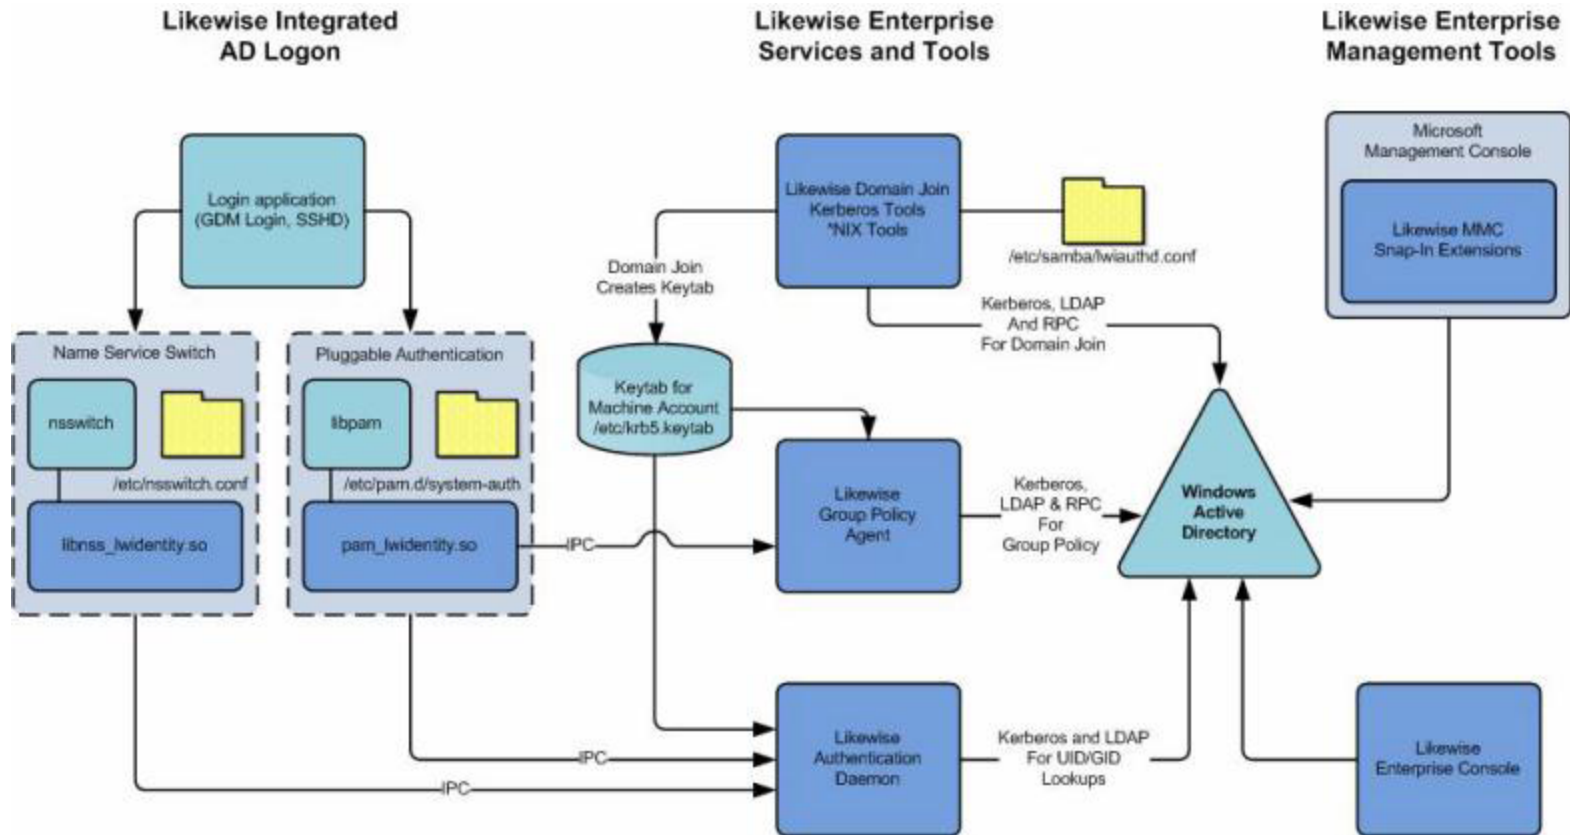 Likewise Integrated
AD Logon
Likewise Enterprise
Services and Tools
Likewise Enterprise
Management Tools
Login application
(GDM Login, SSHD)
Likewise Domain Join
Kerberos Tools
*NIX Tools
/etc/samba/lwiauthd.conf
Microsoft
Management Console
Likewise MMC
Snap-In Extensions
Domain Join
Creates Keytab
Kerberos, LDAP
And RPC
For Domain Join
Name Service Switch
nsswitch
/etc/nsswitch.conf
libnss_lwidentity.so
Pluggable Authentication
libpam
/etc/pam.d/system-auth
pam_lwidentity.so
Keytab for
Machine Account
/etc/krb5.keytab
IPC
Likewise
Group Policy
Agent
Kerberos,
LDAP & RPC
For
Group Policy
Windows
Active
Directory
IPC
IPC
Likewise
Authentication
Daemon
Kerberos and LDAP
For UID/GID
Lookups
Likewise
Enterprise Console